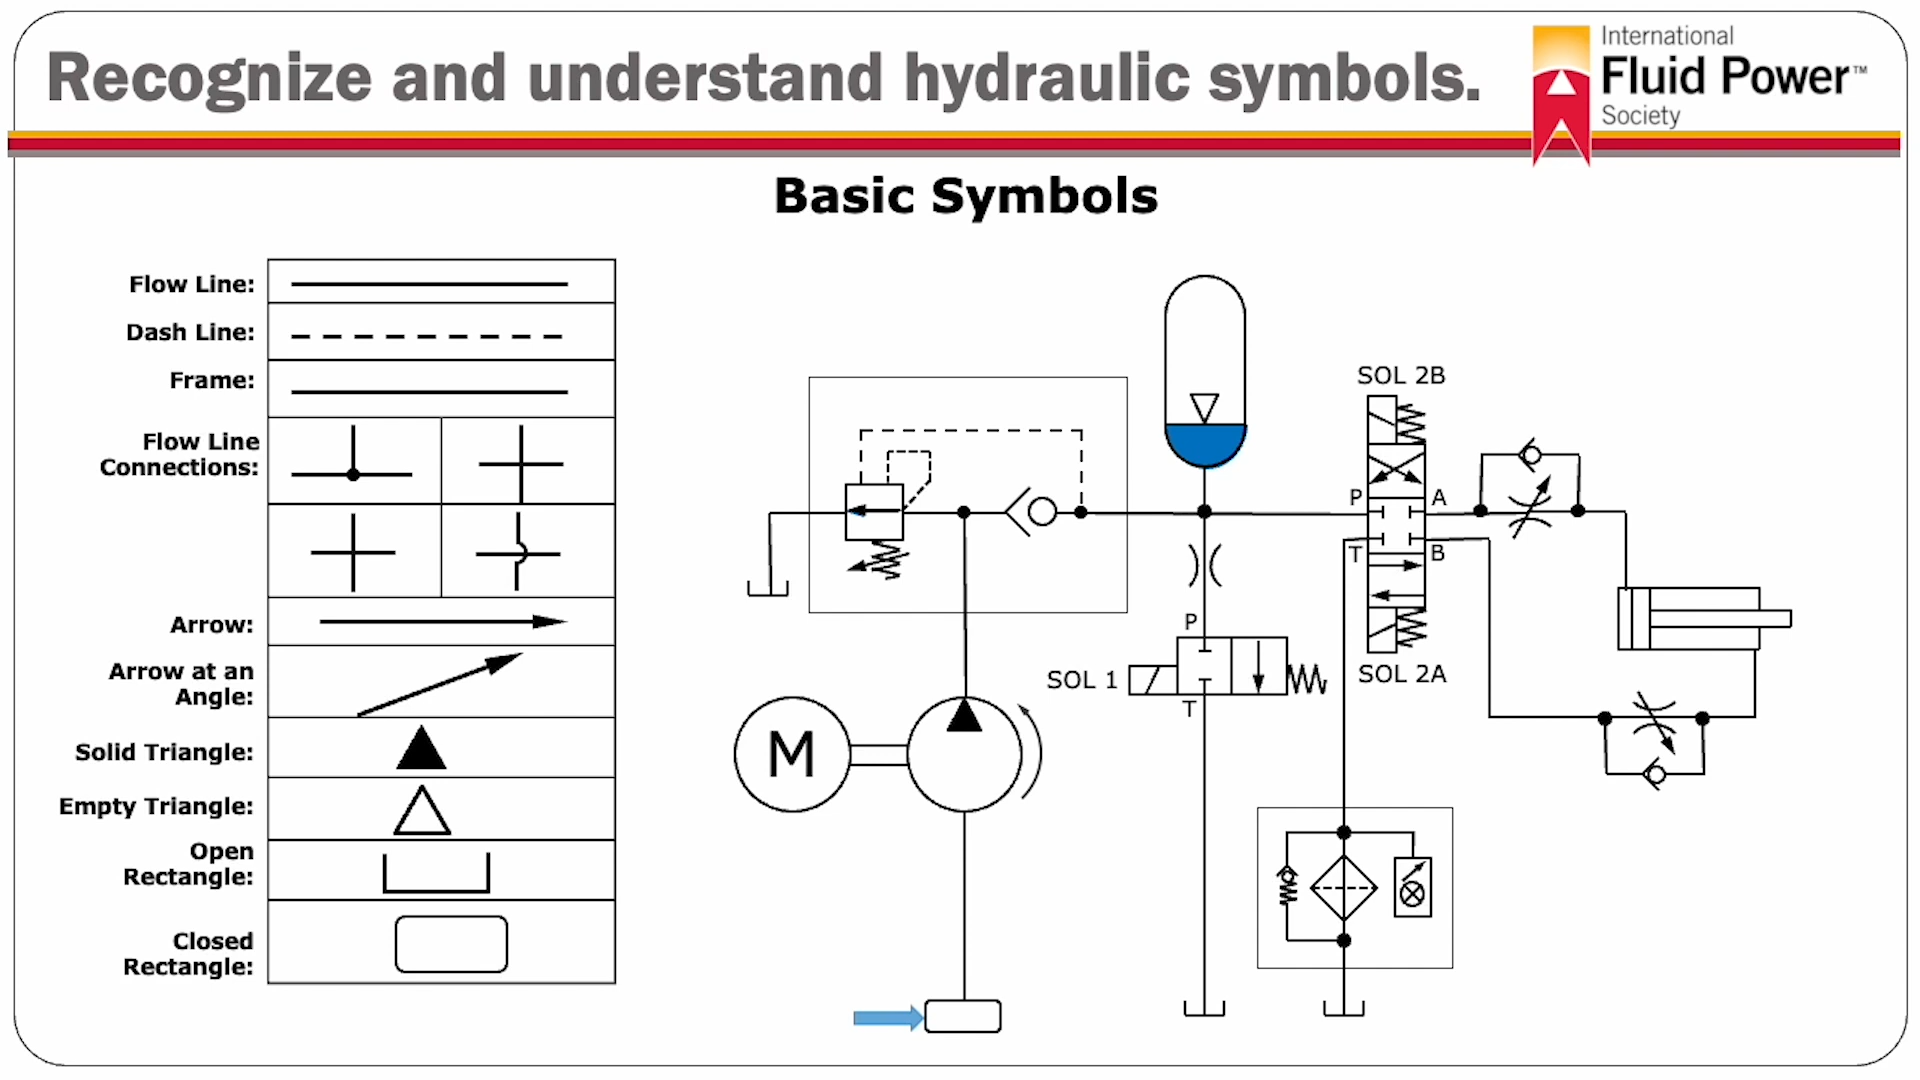 Recognize and understand hydraulic symbols.
International
Fluid Power™
Society
Basic Symbols
Flow Line:
Dash Line:
Frame:
Flow Line
Connections:
Arrow:
Arrow at an
Angle:
Solid Triangle:
Empty Triangle:
Open
Rectangle:
Closed
Rectangle:
SOL 2B
P
A
T
B
SOL 2A
P
SOL 1
T
M